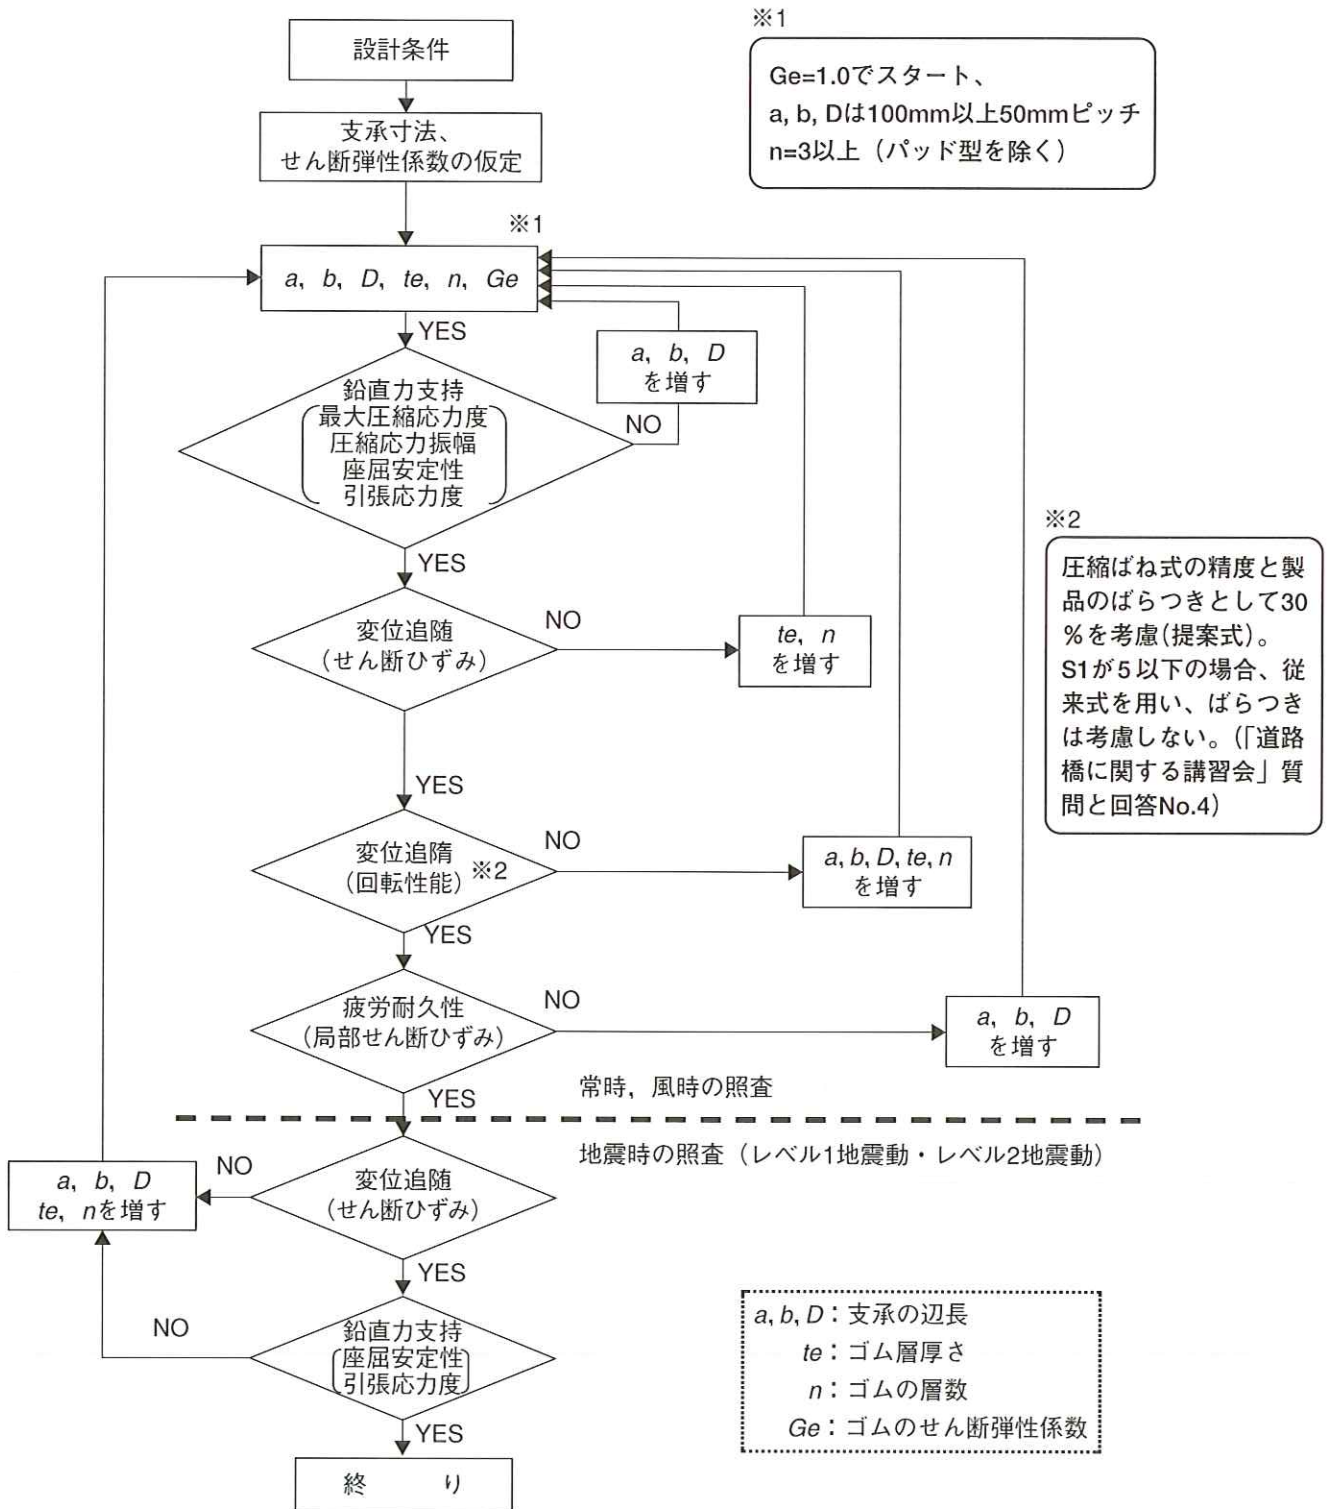 設計条件
支承寸法、
せん断弾性係数の仮定
※1
Ge=1.0でスタート、
a, b, Dは100mm以上50mmピッチ
n=3以上（パッド型を除く）
※1
a, b, D, te, n, Ge
YES
a, b, D
を増す
鉛直力支持
最大圧縮応力度
圧縮応力振幅
座屈安定性
引張応力度
NO
YES
変位追随
（せん断ひずみ）
NO
te, n
を増す
※2
圧縮ばね式の精度と製
品のばらつきとして30
％を考慮(提案式)。
S1が5以下の場合、従
来式を用い、ばらつき
は考慮しない。(「道路
橋に関する講習会」質
問と回答No.4)
YES
変位追隋
（回転性能）※2
NO
a, b, D, te, n
を増す
YES
疲労耐久性
（局部せん断ひずみ）
NO
a, b, D
を増す
YES
常時，風時の照査
地震時の照査（レベル1地震動・レベル2地震動）
変位追随
（せん断ひずみ）
NO
a, b, D
te, nを増す
YES
鉛直力支持
座屈安定性
引張応力度
NO
YES
終　り
a, b, D：支承の辺長
te：ゴム層厚さ
n：ゴムの層数
Ge：ゴムのせん断弾性係数